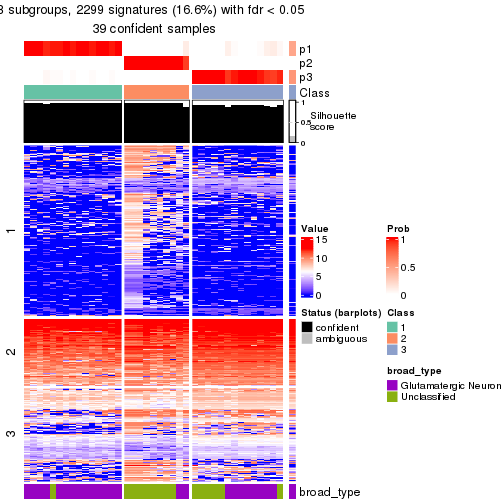 3 subgroups, 2299 signatures (16.6%) with fdr < 0.05
39 confident samples
p1
p2
p3
Class
1
0.5
0
Silhouette
score
1
2
3
Value
15
10
5
0
Prob
1
0.5
0
Status (barplots)
confident
ambiguous
Class
1
2
3
broad_type
Glutamatergic Neuron
Unclassified
broad_type